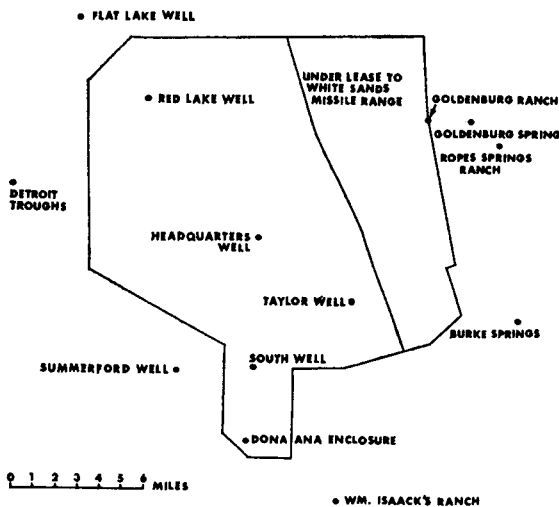 FLAT LAKE WELL
UNDER LEASE TO
WHITE SANDS
MISSILE RANGE
RED LAKE WELL
GOLDENBURG RANCH
GOLDENBURG SPRING
ROPES SPRINGS
RANCH
DETROIT
TROUGHS
HEADQUARTERS
WELL
TAYLOR WELL
BURKE SPRINGS
SUMMERFORD WELL
SOUTH WELL
DONA ANA ENCLOSURE
0 1 2 3 4 5 6
MILES
WM. ISAACK'S RANCH